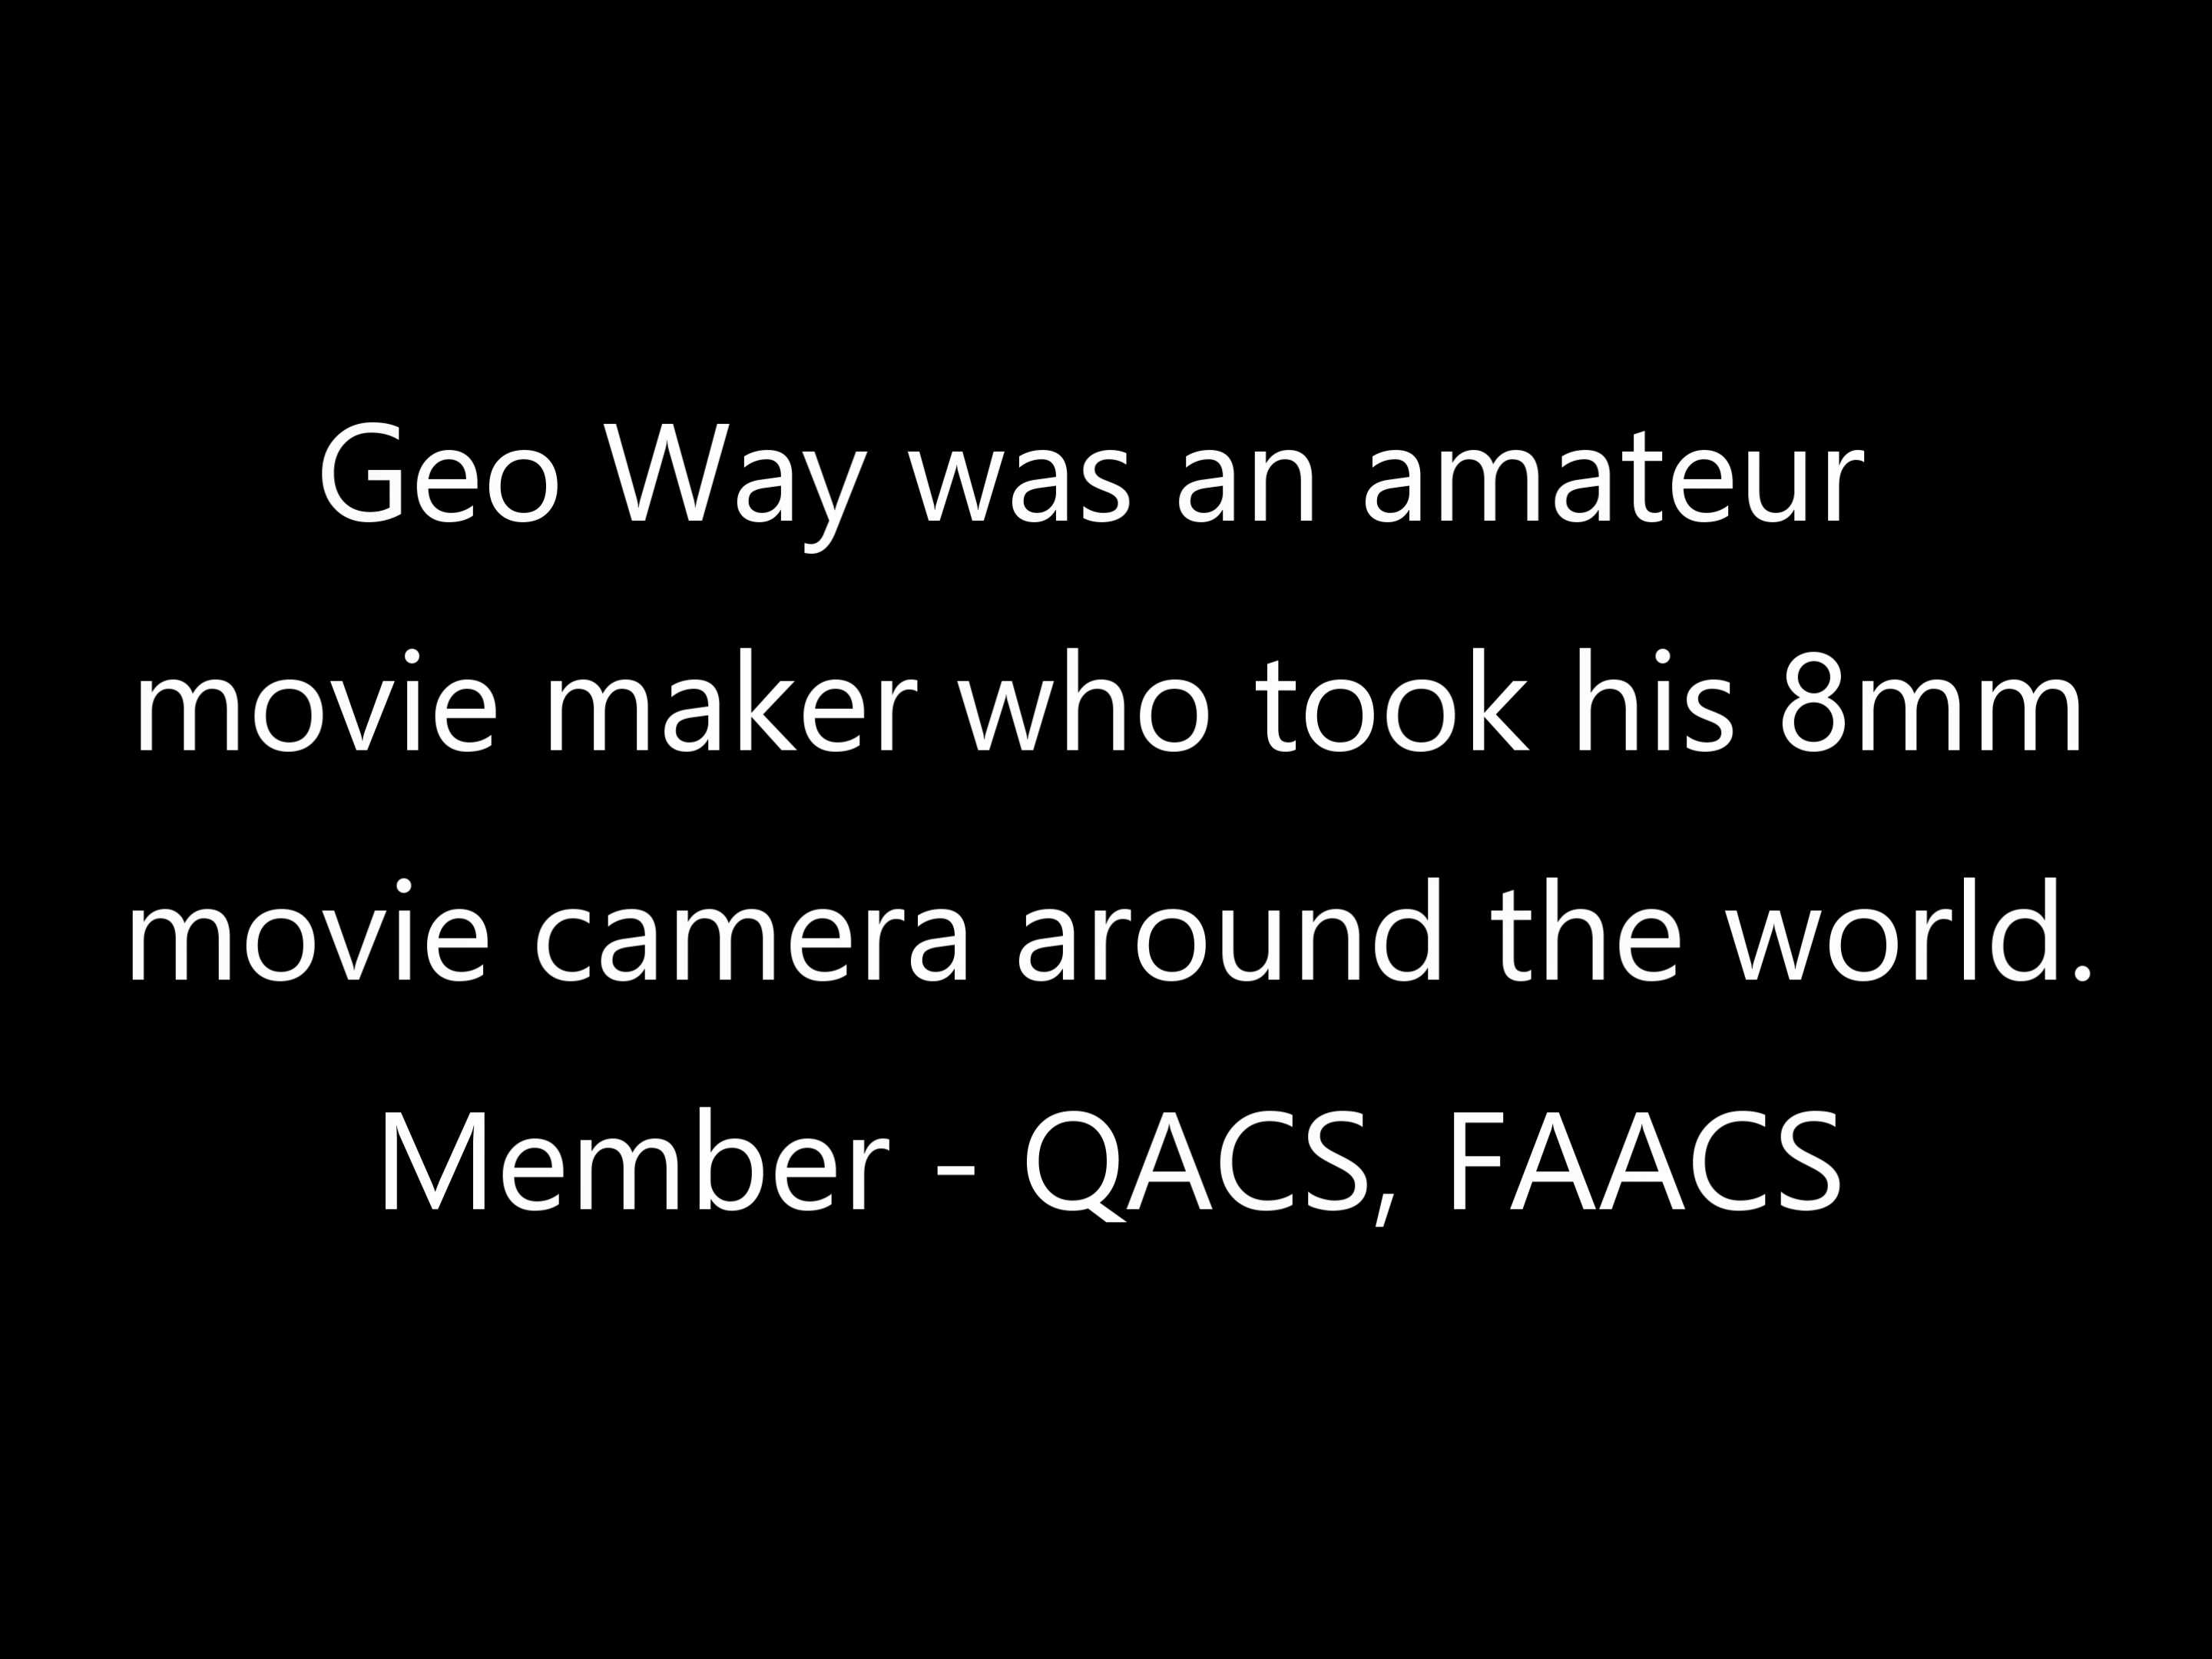 Geo Way was an amateur
movie maker who took his 8mm
movie camera around the world.
Member - QACS, FAACS